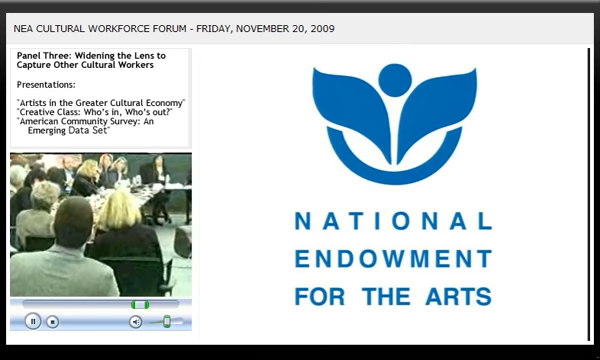 NEA CULTURAL WORKFORCE FORUM - FRIDAY, NOVEMBER 20, 2009
Panel Three: Widening the Lens to
Capture Other Cultural Workers
Presentations:
"Artists in the Greater Cultural Economy"
"Creative Class: Who's in, Who's out?"
"American Community Survey: An
Emerging Data Set"
NATIONAL
ENDOWMENT
FOR THE ARTS